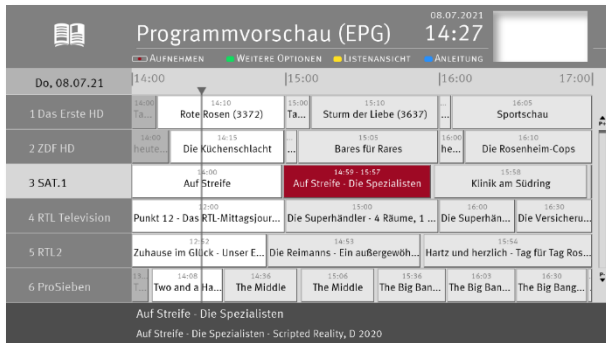 08.07.2021
Programmvorschau (EPG) 14:27
AUFNEHMEN WEITERE OPTIONEN LISTENANSICHT ANLEITUNG
Do, 08.07.21 14:00 15:00 16:00 17:00
14:00 14:10 15:00 15:10 ... 16:05
1 Das Erste HD Ta... Rote Rosen (3372) Ta... Sturm der Liebe (3637) ... Sportschau
14:00 14:15 ... 15:05 16:00 16:10
2 ZDF HD heute... Die Küchenschlacht ... Bares für Rares he... Die Rosenheim-Cops
14:00 14:59 - 15:57 15:58
3 SAT.1 Auf Streife Auf Streife - Die Spezialisten Klinik am Südring
12:00 15:00 16:00 16:30
4 RTL Television Punkt 12 - Das RTL-Mittagsjour... Die Superhändler - 4 Räume, 1 ... Die Superhän... Die Versicheru...
12:52 14:53 15:54
5 RTL2 Zuhause im Glück - Unser E... Die Reimanns - Ein außergewöh... Hartz und herzlich - Tag für Tag Ros...
13... 14:08 14:36 15:06 15:36 16:03 16:30
6 ProSieben T... Two and a Ha... The Middle The Middle The Big Ban... The Big Ban... The Big Bang...
Auf Streife - Die Spezialisten
Auf Streife - Die Spezialisten - Scripted Reality, D 2020